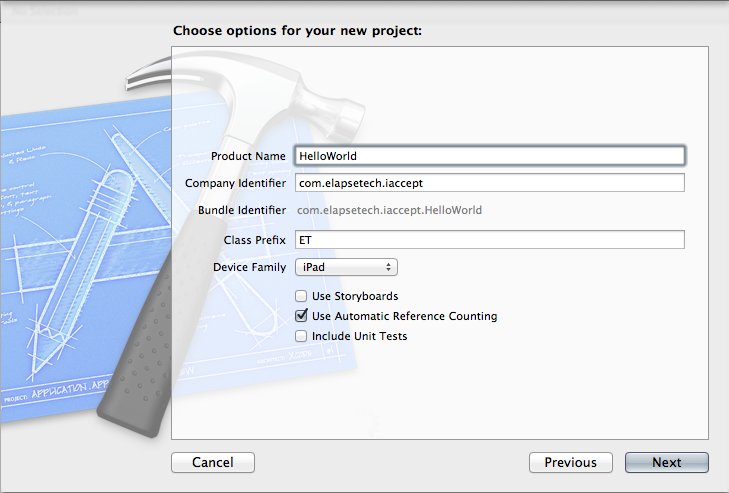 Choose options for your new project:
Product Name HelloWorld
Company Identifier com.elapsetech.iaccept
Bundle Identifier com.elapsetech.iaccept.HelloWorld
Class Prefix ET
Device Family iPad
Use Storyboards
Use Automatic Reference Counting
Include Unit Tests
PROJECT: APPLICATION.APP
Cancel Previous Next